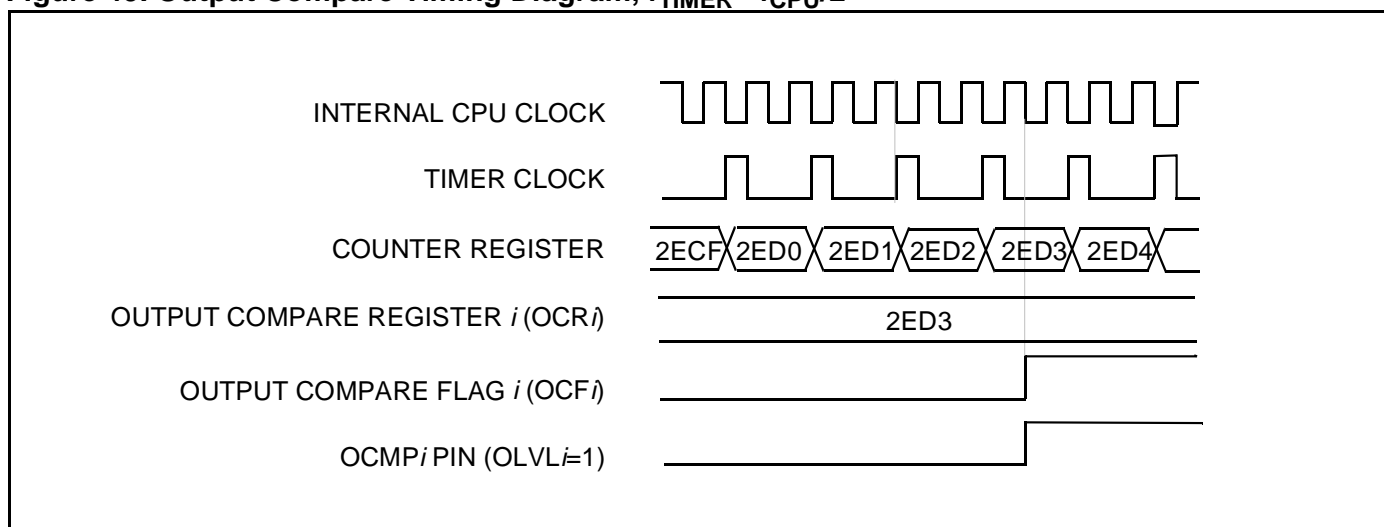 INTERNAL CPU CLOCK
TIMER CLOCK
COUNTER REGISTER 2ECF 2ED0 2ED1 2ED2 2ED3 2ED4
OUTPUT COMPARE REGISTER i (OCRi) 2ED3
OUTPUT COMPARE FLAG i (OCFi)
OCMPi PIN (OLVLi=1)